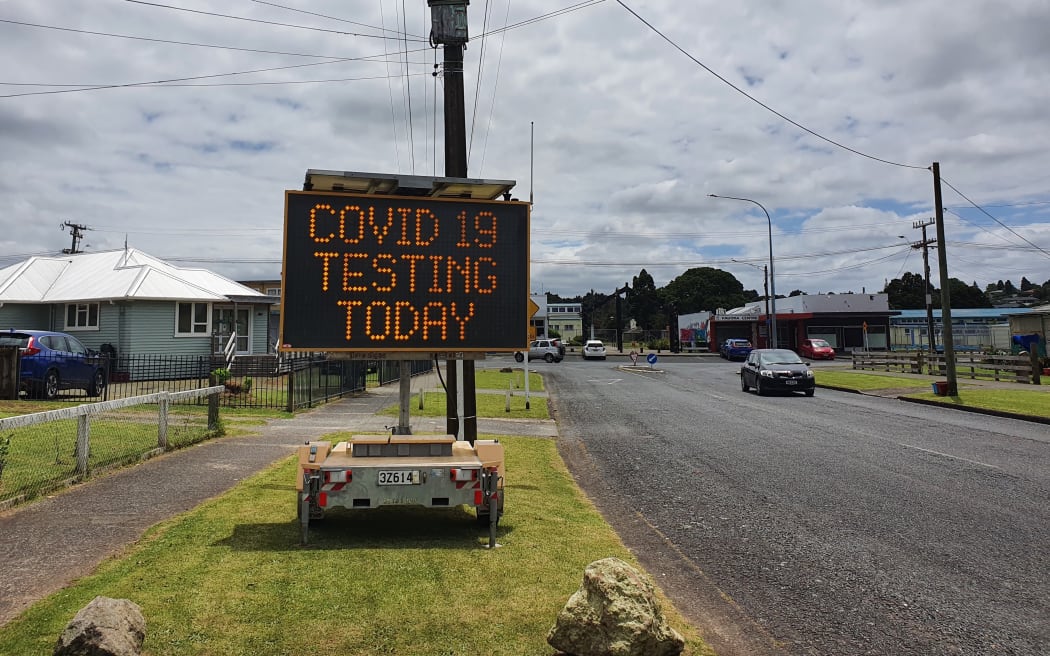 COVID 19
TESTING
TODAY
3Z614